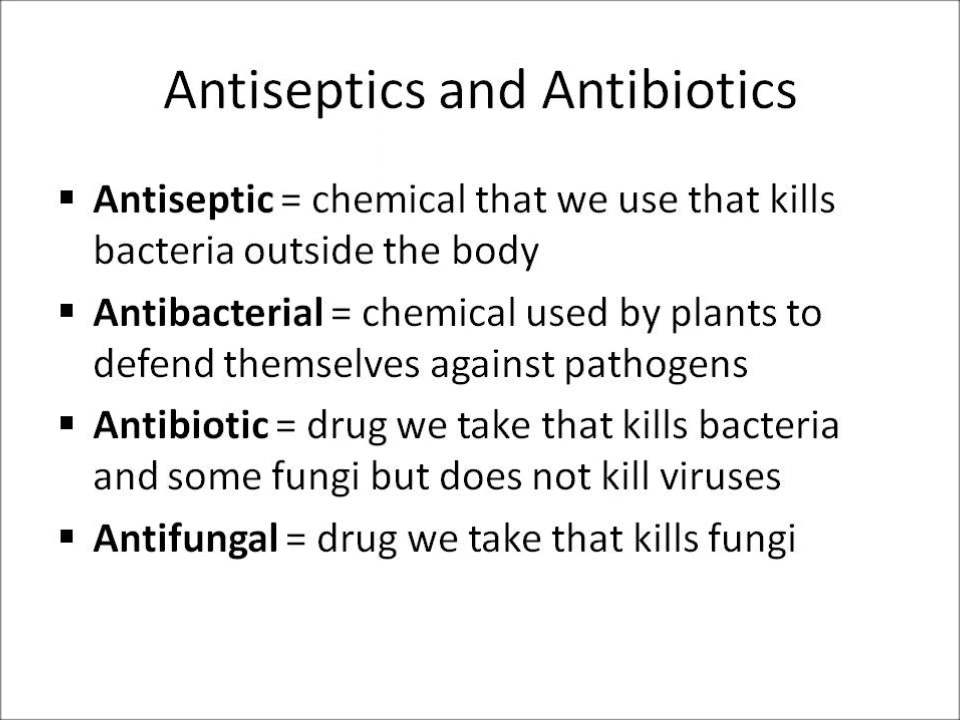 Antiseptics and Antibiotics
▪ Antiseptic = chemical that we use that kills
bacteria outside the body
▪ Antibacterial = chemical used by plants to
defend themselves against pathogens
▪ Antibiotic = drug we take that kills bacteria
and some fungi but does not kill viruses
▪ Antifungal = drug we take that kills fungi